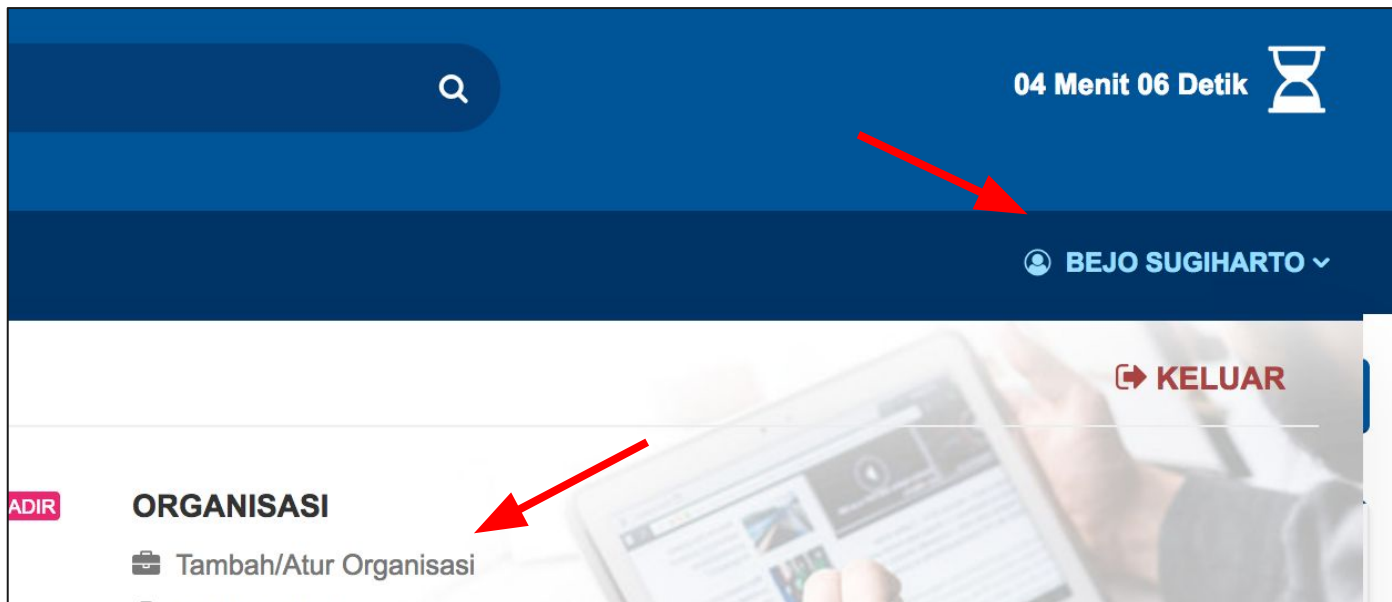 04 Menit 06 Detik
BEJO SUGIHARTO
KELUAR
ADIR
ORGANISASI
Tambah/Atur Organisasi